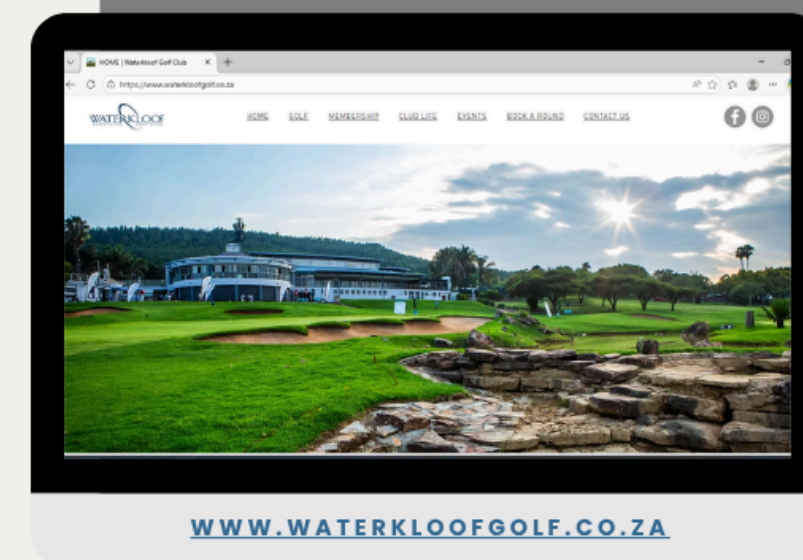 HOME | Waterkloof Golf Club
https://www.waterkloofgolf.co.za
WATERKLOOF
HOME GOLF MEMBERSHIP CLUB LIFE EVENTS BOOK A ROUND CONTACT US
WWW.WATERKLOOFGOLF.CO.ZA